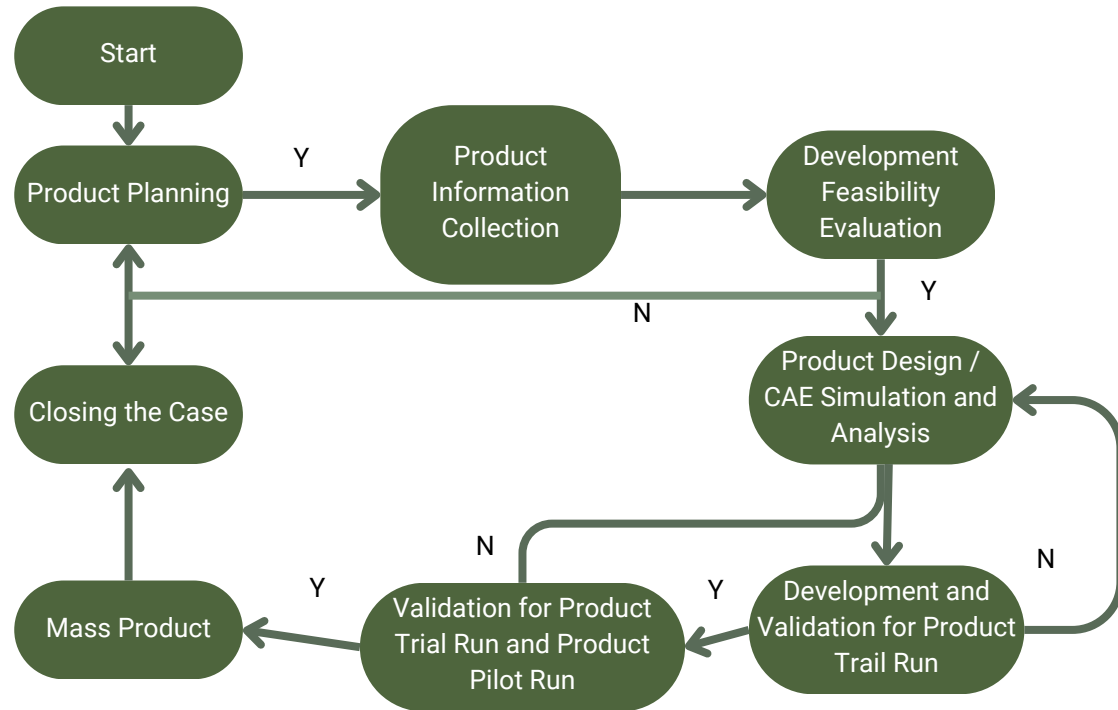 Start
Product Planning
Y
Product
Information
Collection
Development
Feasibility
Evaluation
Y
N
Closing the Case
Product Design /
CAE Simulation and
Analysis
N
N
Mass Product
Y
Validation for Product
Trial Run and Product
Pilot Run
Y
Development and
Validation for Product
Trail Run